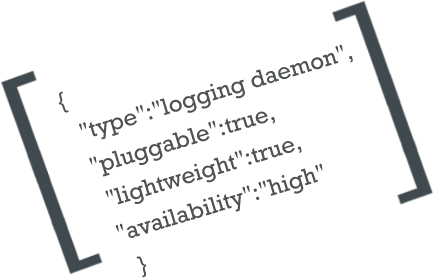 {
"type":"logging daemon",
"pluggable":true,
"lightweight":true,
"availability":"high"
}